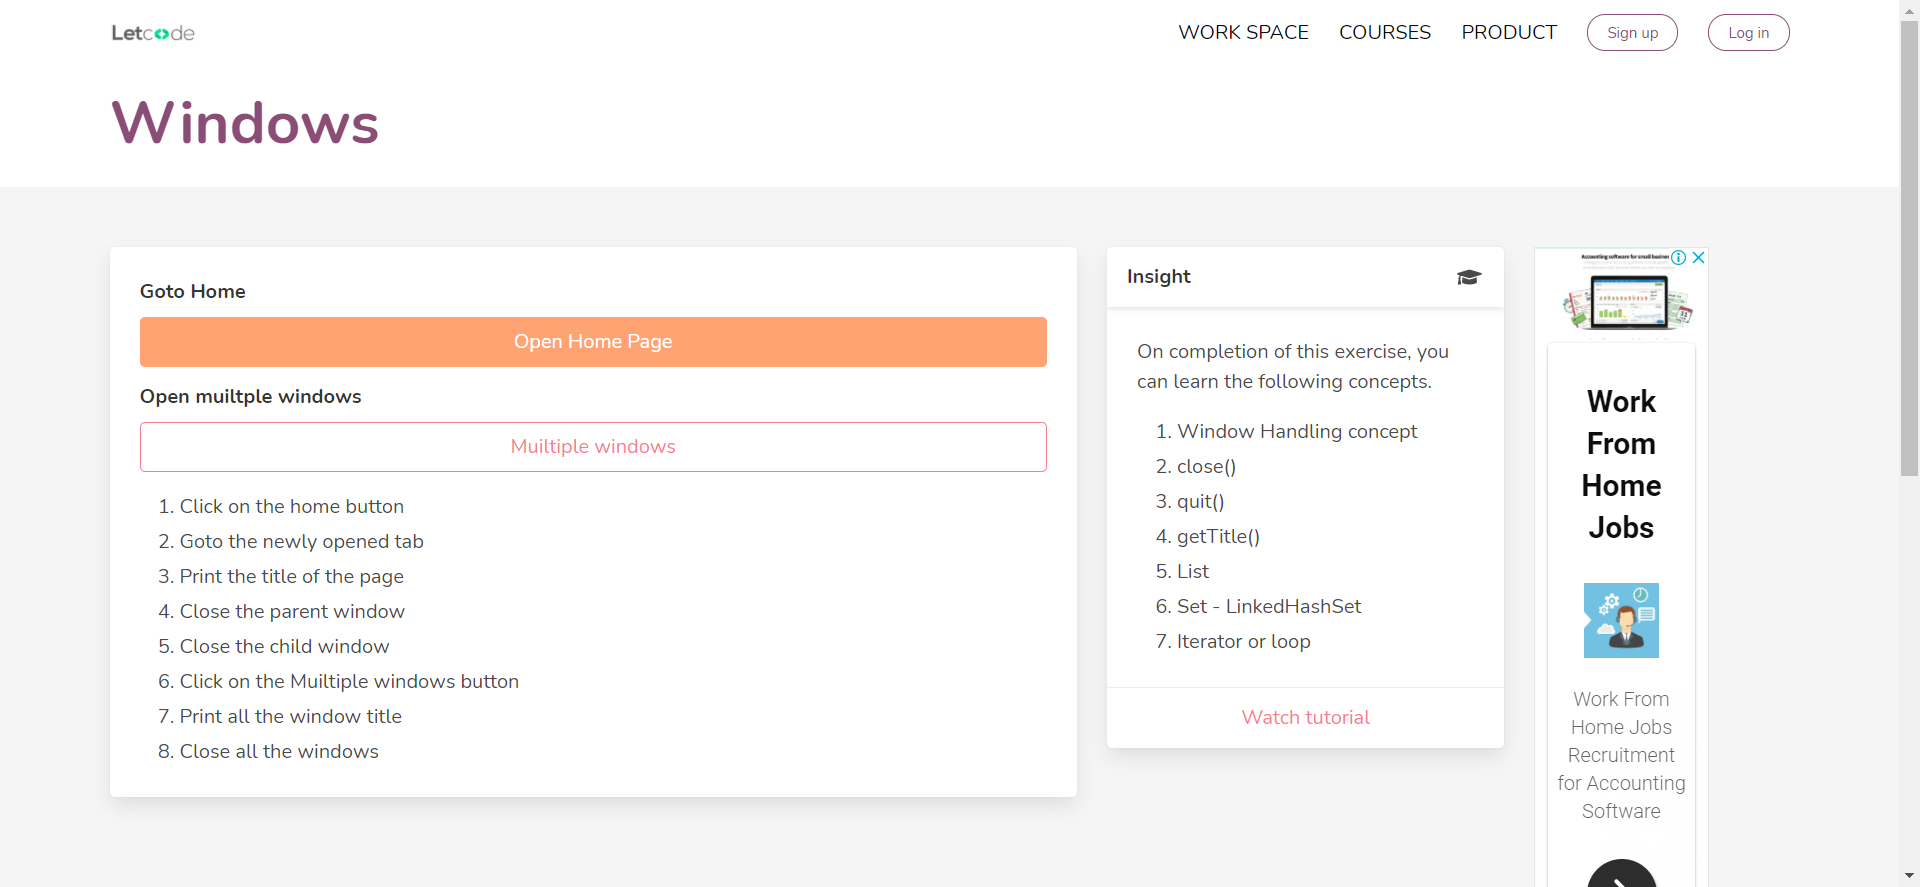 Letcode
WORK SPACE
COURSES
PRODUCT
Sign up
Log in
Windows
Goto Home
Open Home Page
Open muiltple windows
Muiltiple windows
1. Click on the home button
2. Goto the newly opened tab
3. Print the title of the page
4. Close the parent window
5. Close the child window
6. Click on the Muiltiple windows button
7. Print all the window title
8. Close all the windows
Insight
On completion of this exercise, you
can learn the following concepts.
1. Window Handling concept
2. close()
3. quit()
4. getTitle()
5. List
6. Set - LinkedHashSet
7. Iterator or loop
Watch tutorial
Accounting software for small busines
Work
From
Home
Jobs
Work From
Home Jobs
Recruitment
for Accounting
Software